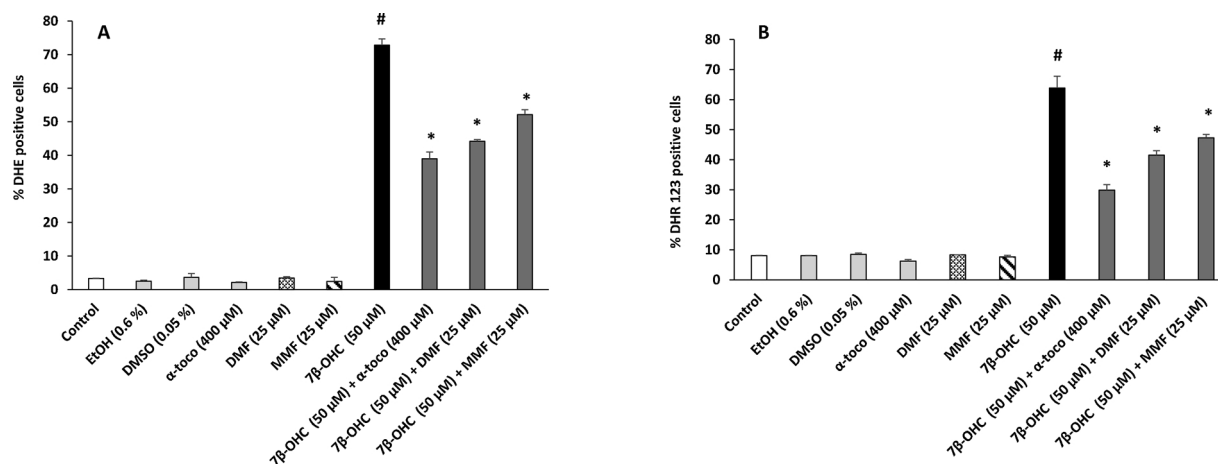 A
% DHE positive cells
80
70
60
50
40
30
20
10
0
#
*
*
*
Control
EtOH (0.6 %)
DMSO (0.05 %)
α-toco (400 µM)
DMF (25 µM)
MMF (25 µM)
7β-OHC (50 µM)
7β-OHC (50 µM) + α-toco (400 µM)
7β-OHC (50 µM) + DMF (25 µM)
7β-OHC (50 µM) + MMF (25 µM)
B
% DHR 123 positive cells
80
70
60
50
40
30
20
10
0
#
*
*
*
Control
EtOH (0.6 %)
DMSO (0.05 %)
α-toco (400 µM)
DMF (25 µM)
MMF (25 µM)
7β-OHC (50 µM)
7β-OHC (50 µM) + α-toco (400 µM)
7β-OHC (50 µM) + DMF (25 µM)
7β-OHC (50 µM) + MMF (25 µM)